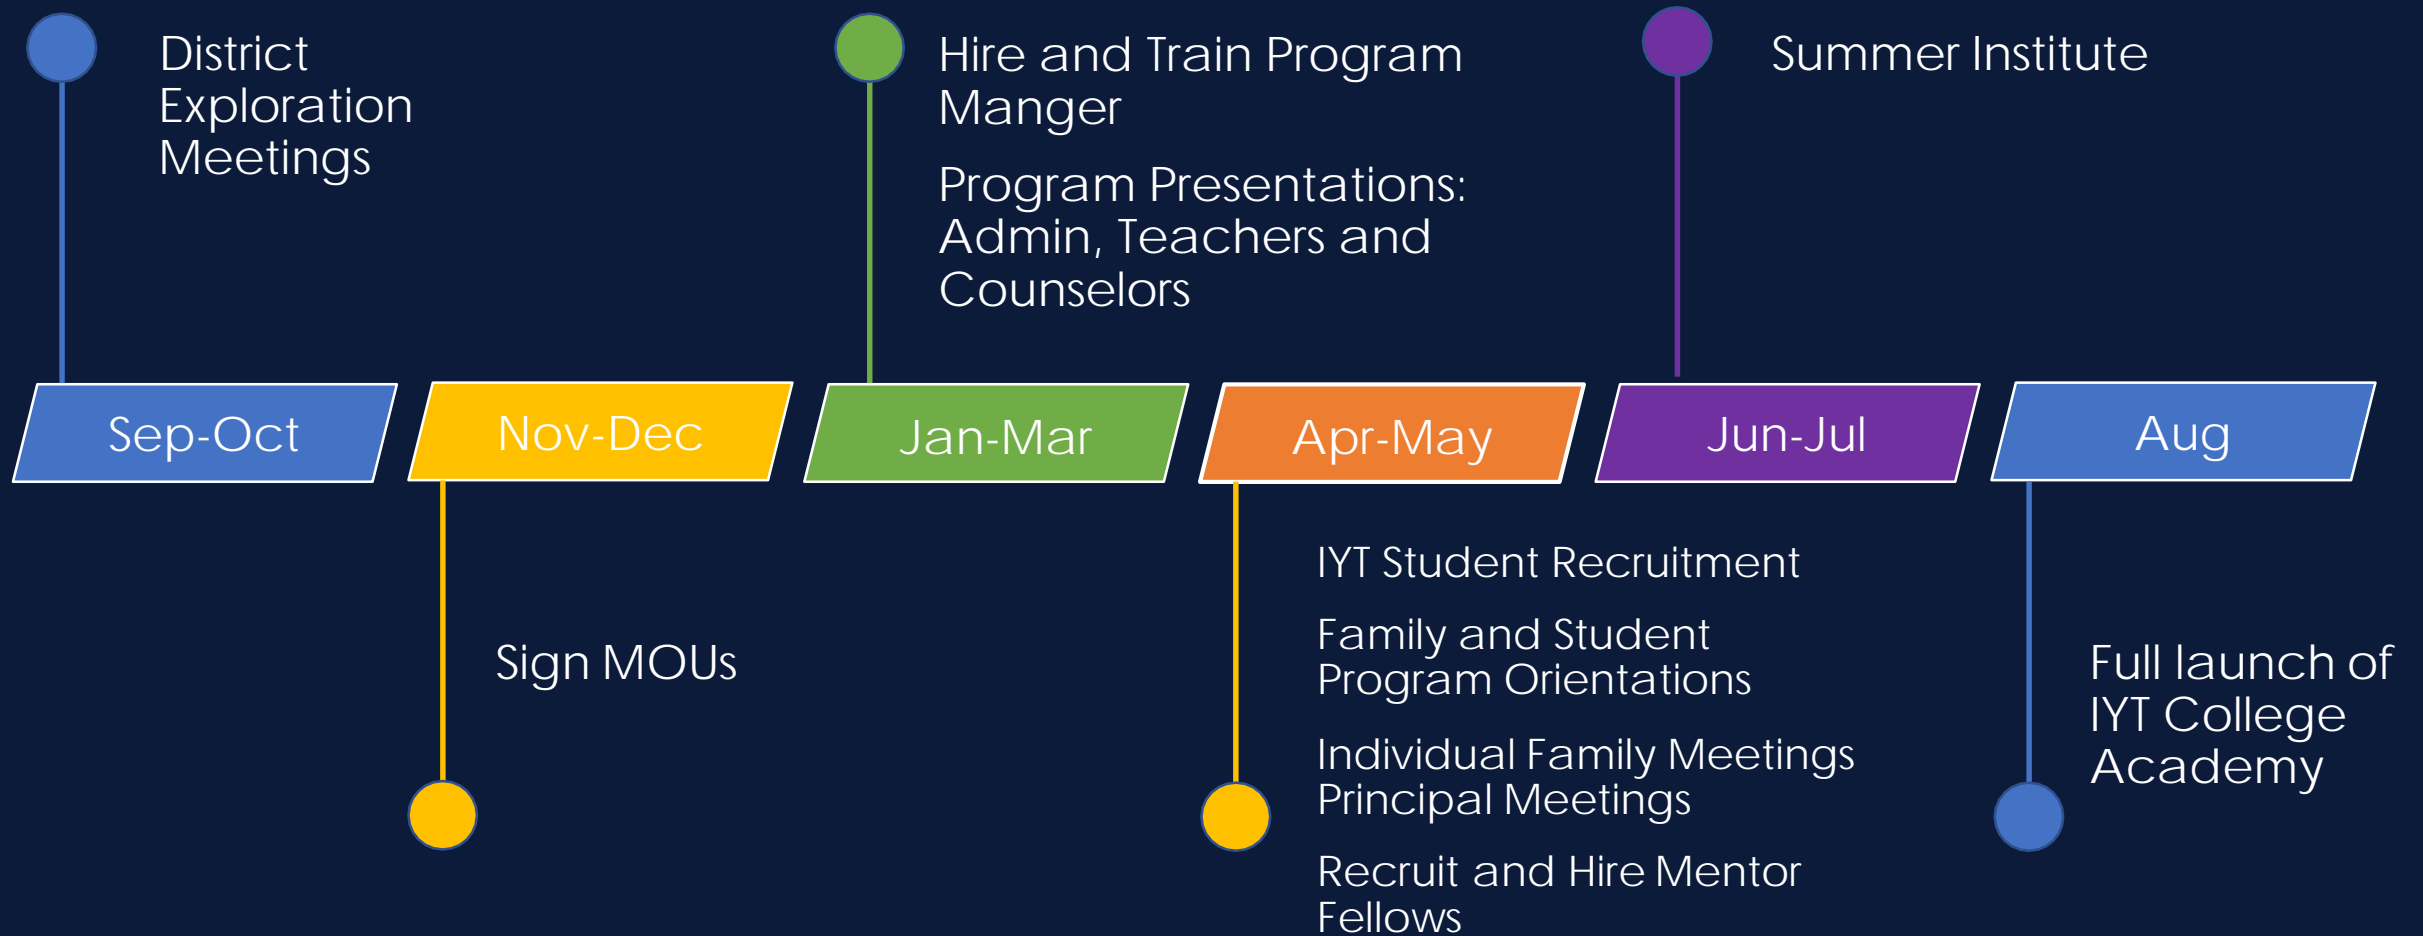 District
Exploration
Meetings
Hire and Train Program
Manger
Program Presentations:
Admin, Teachers and
Counselors
Summer Institute
Sep-Oct
Nov-Dec
Jan-Mar
Apr-May
Jun-Jul
Aug
Sign MOUs
IYT Student Recruitment
Family and Student
Program Orientations
Individual Family Meetings
Principal Meetings
Recruit and Hire Mentor
Fellows
Full launch of
IYT College
Academy